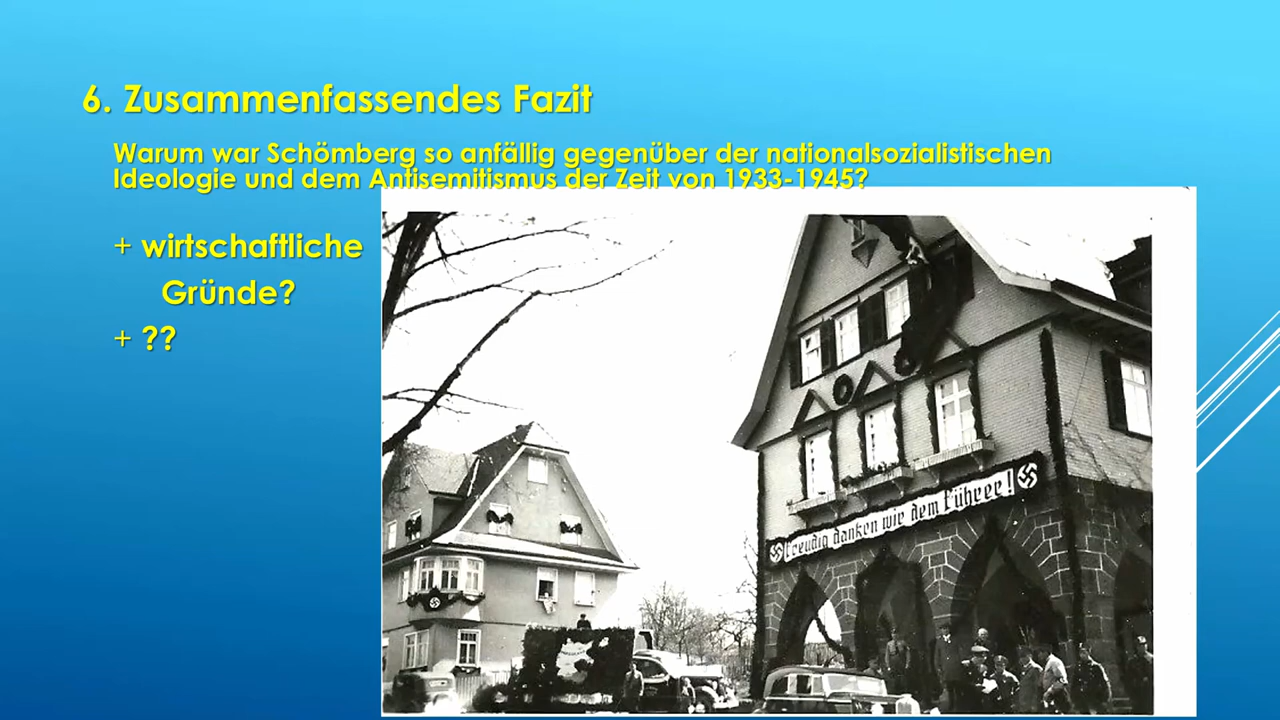 6. Zusammenfassendes Fazit
Warum war Schömberg so anfällig gegenüber der nationalsozialistischen
Ideologie und dem Antisemitismus der Zeit von 1933-1945?
+ wirtschaftliche
Gründe?
+ ??
Freudig danken wir dem Führer!